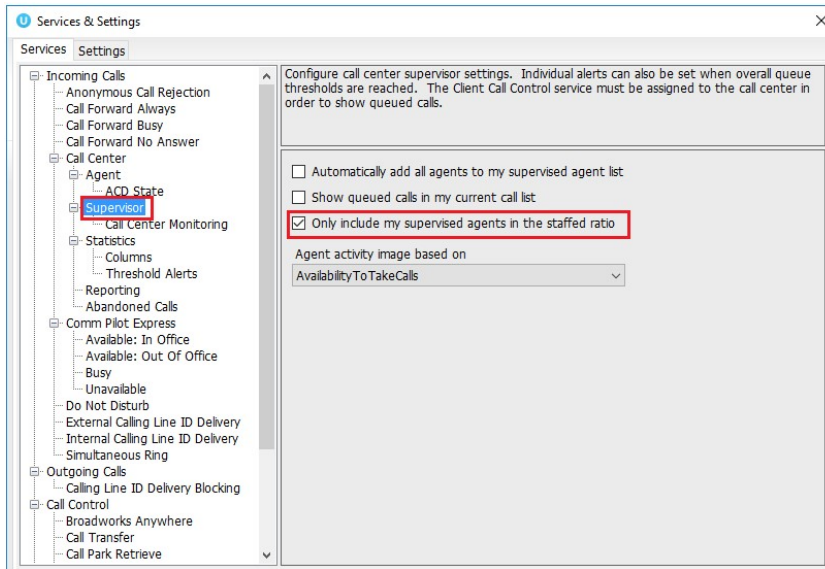 Services & Settings
Services Settings
Incoming Calls
Anonymous Call Rejection
Call Forward Always
Call Forward Busy
Call Forward No Answer
Call Center
Agent
ACD State
Supervisor
Call Center Monitoring
Statistics
Columns
Threshold Alerts
Reporting
Abandoned Calls
Comm Pilot Express
Available: In Office
Available: Out Of Office
Busy
Unavailable
Do Not Disturb
External Calling Line ID Delivery
Internal Calling Line ID Delivery
Simultaneous Ring
Outgoing Calls
Calling Line ID Delivery Blocking
Call Control
Broadworks Anywhere
Call Transfer
Call Park Retrieve
Configure call center supervisor settings. Individual alerts can also be set when overall queue
thresholds are reached. The Client Call Control service must be assigned to the call center in
order to show queued calls.
Automatically add all agents to my supervised agent list
Show queued calls in my current call list
Only include my supervised agents in the staffed ratio
Agent activity image based on
AvailabilityToTakeCalls